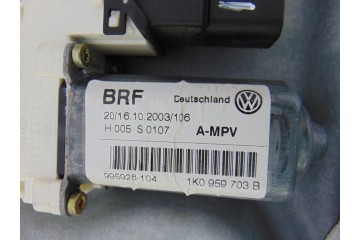 BRF Deutschland
20/16.10.2003/106
H 005 S 0107 A-MPV
995928-104 1K0 959 703 B